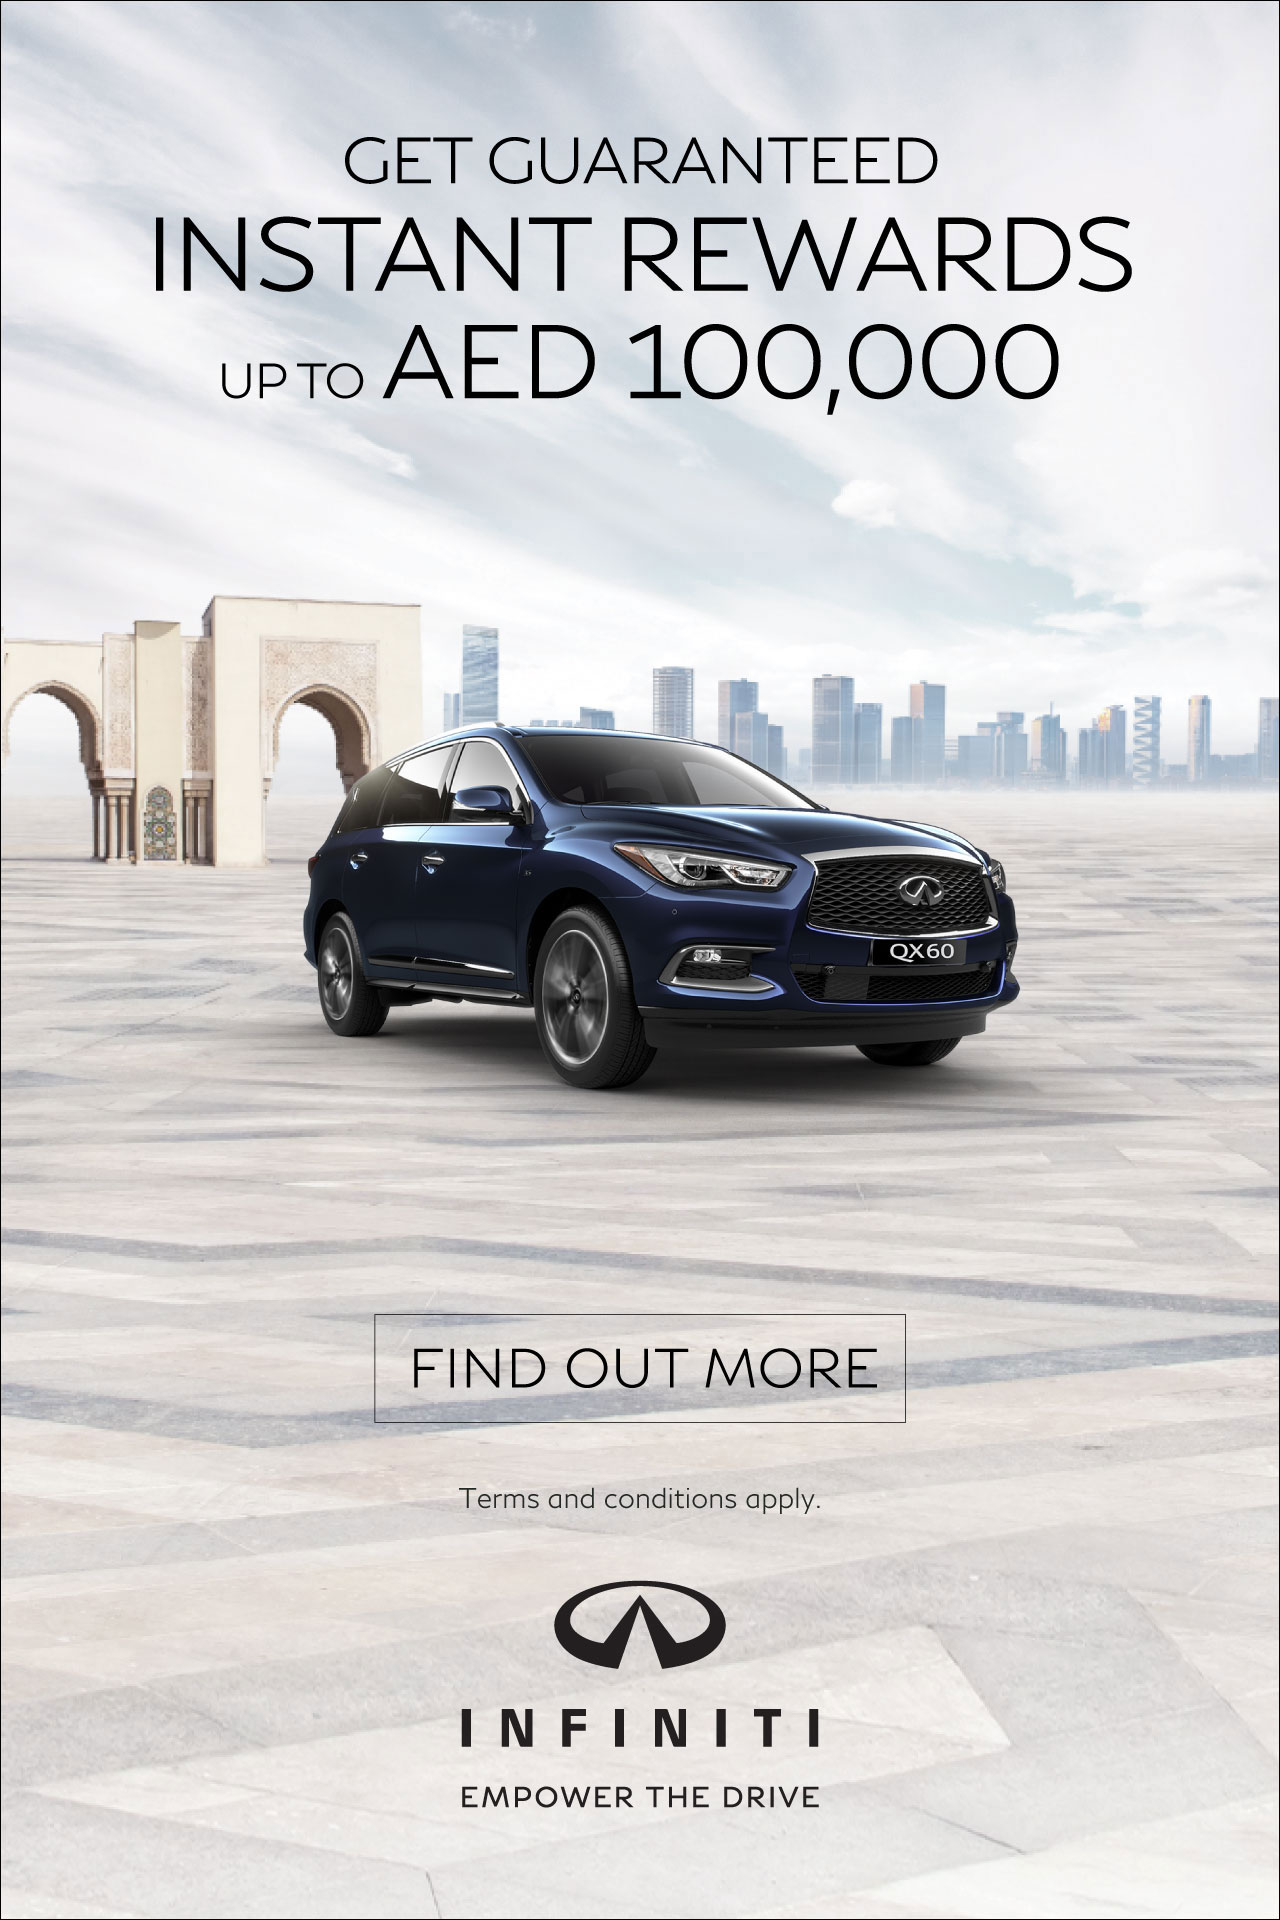 GET GUARANTEED
INSTANT REWARDS
UP TO AED 100,000
QX60
FIND OUT MORE
Terms and conditions apply.
INFINITI
EMPOWER THE DRIVE